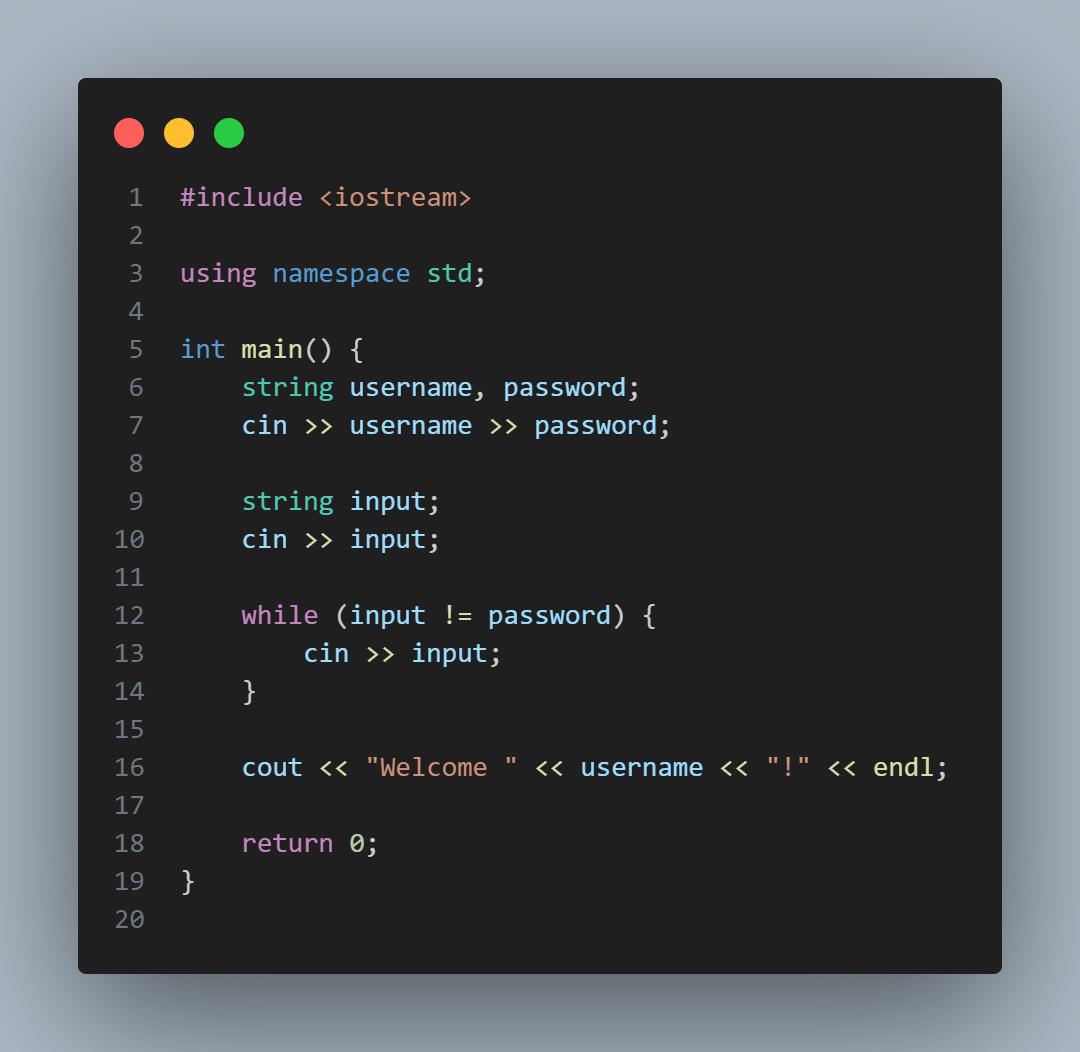 1 #include <iostream>
2
3 using namespace std;
4
5 int main() {
6     string username, password;
7     cin >> username >> password;
8
9     string input;
10     cin >> input;
11
12     while (input != password) {
13         cin >> input;
14     }
15
16     cout << "Welcome " << username << "!" << endl;
17
18     return 0;
19 }
20